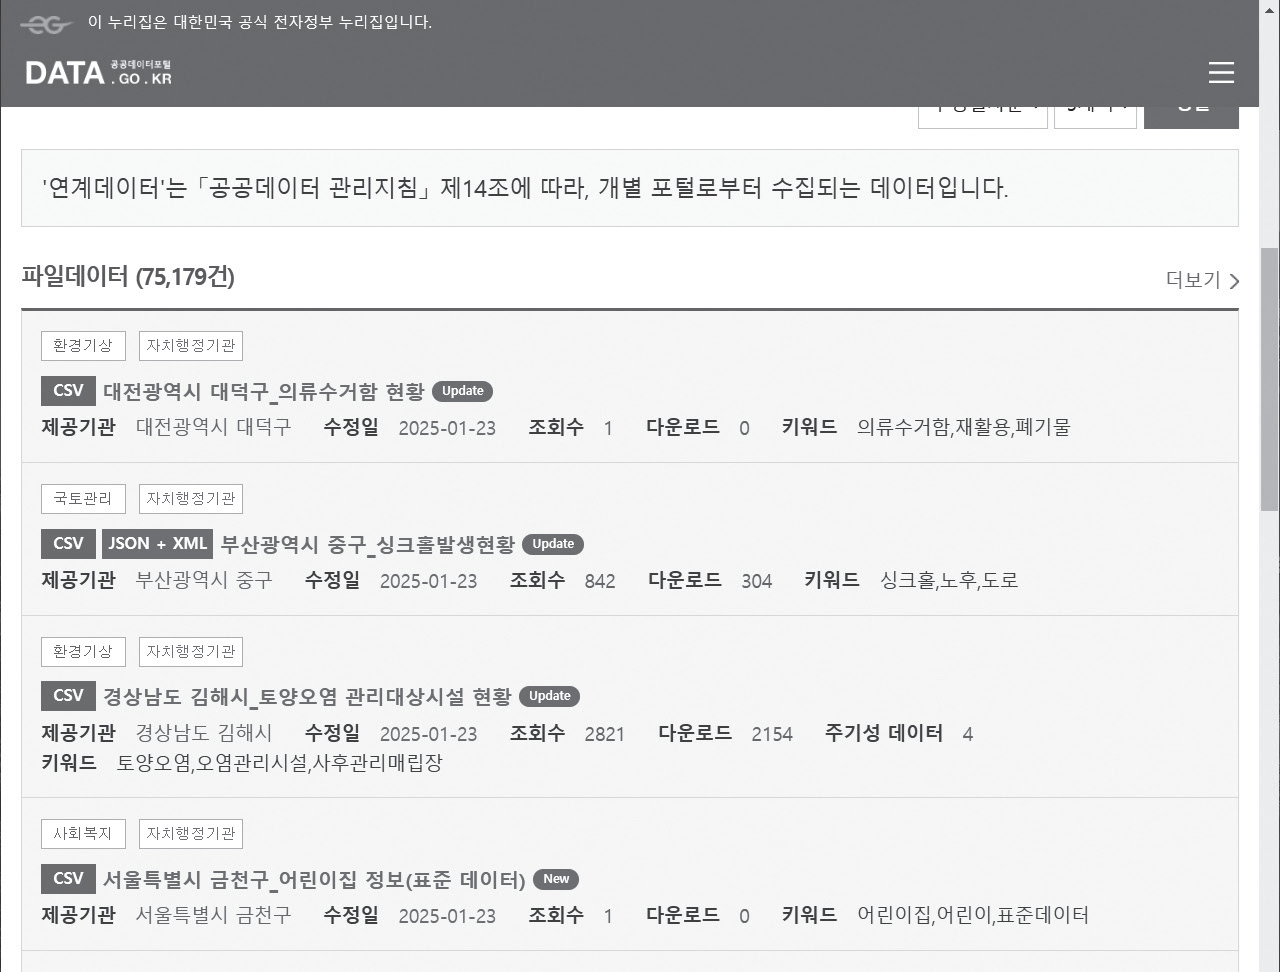 이 누리집은 대한민국 공식 전자정부 누리집입니다.
DATA 공공데이터포털 .GO.KR
'연계데이터'는 「공공데이터 관리지침」 제14조에 따라, 개별 포털로부터 수집되는 데이터입니다.
파일데이터 (75,179건) 더보기
환경기상 자치행정기관
CSV 대전광역시 대덕구_의류수거함 현황 Update
제공기관 대전광역시 대덕구 수정일 2025-01-23 조회수 1 다운로드 0 키워드 의류수거함,재활용,폐기물
국토관리 자치행정기관
CSV JSON + XML 부산광역시 중구_싱크홀발생현황 Update
제공기관 부산광역시 중구 수정일 2025-01-23 조회수 842 다운로드 304 키워드 싱크홀,노후,도로
환경기상 자치행정기관
CSV 경상남도 김해시_토양오염 관리대상시설 현황 Update
제공기관 경상남도 김해시 수정일 2025-01-23 조회수 2821 다운로드 2154 주기성 데이터 4
키워드 토양오염,오염관리시설,사후관리매립장
사회복지 자치행정기관
CSV 서울특별시 금천구_어린이집 정보(표준 데이터) New
제공기관 서울특별시 금천구 수정일 2025-01-23 조회수 1 다운로드 0 키워드 어린이집,어린이,표준데이터